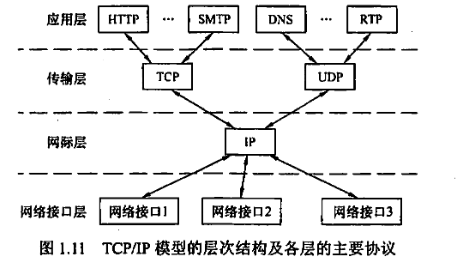 应用层 HTTP … SMTP DNS … RTP
传输层 TCP UDP
网际层 IP
网络接口层 网络接口1 网络接口2 网络接口3
图 1.11 TCP/IP 模型的层次结构及各层的主要协议